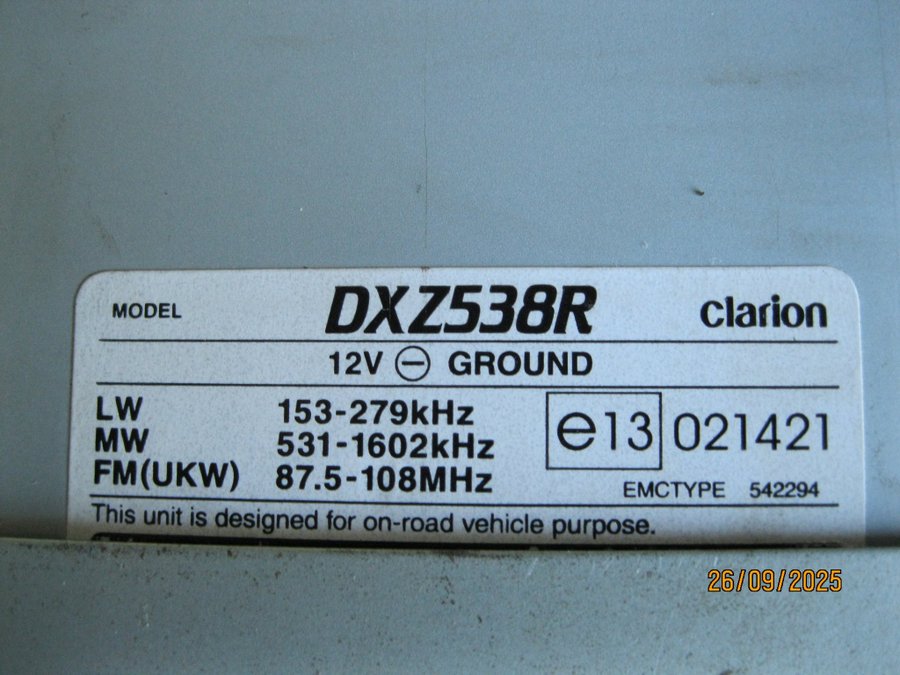 MODEL DXZ538R clarion
12V ⊖ GROUND
LW 153-279kHz
MW 531-1602kHz
FM(UKW) 87.5-108MHz
e13 021421
EMCTYPE 542294
This unit is designed for on-road vehicle purpose.
26/09/2025